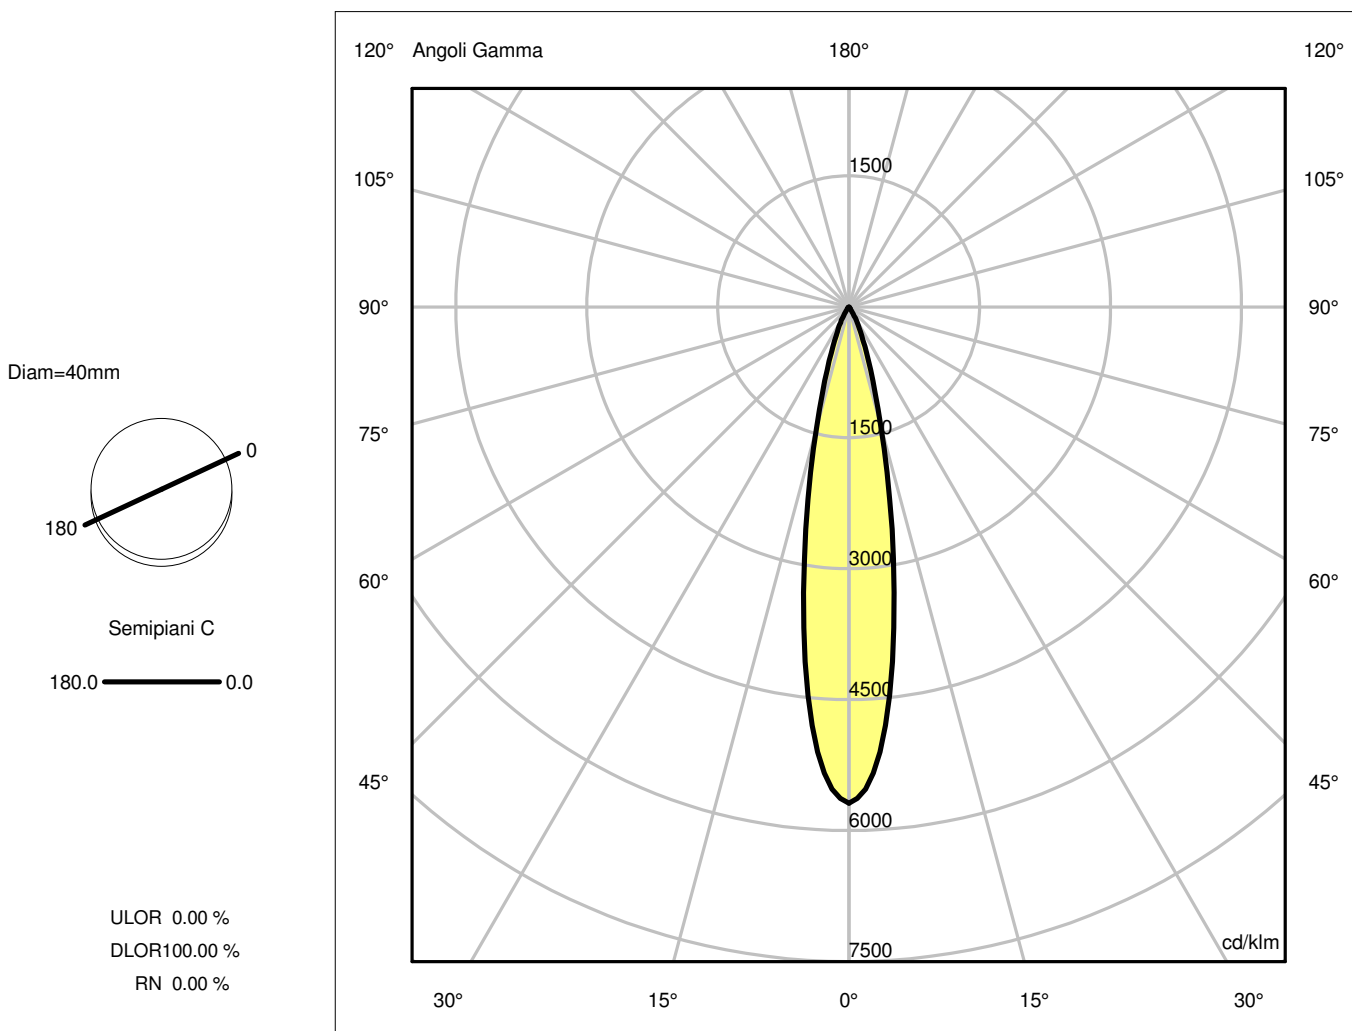 120° Angoli Gamma 180° 120°
1500
105° 105°
90° 90°
Diam=40mm
1500
75° 75°
0
180
3000
60° 60°
Semipiani C
180.0 0.0
4500
45° 45°
6000
ULOR 0.00 %
DLOR100.00 %
RN 0.00 %
cd/klm
7500
30° 15° 0° 15° 30°